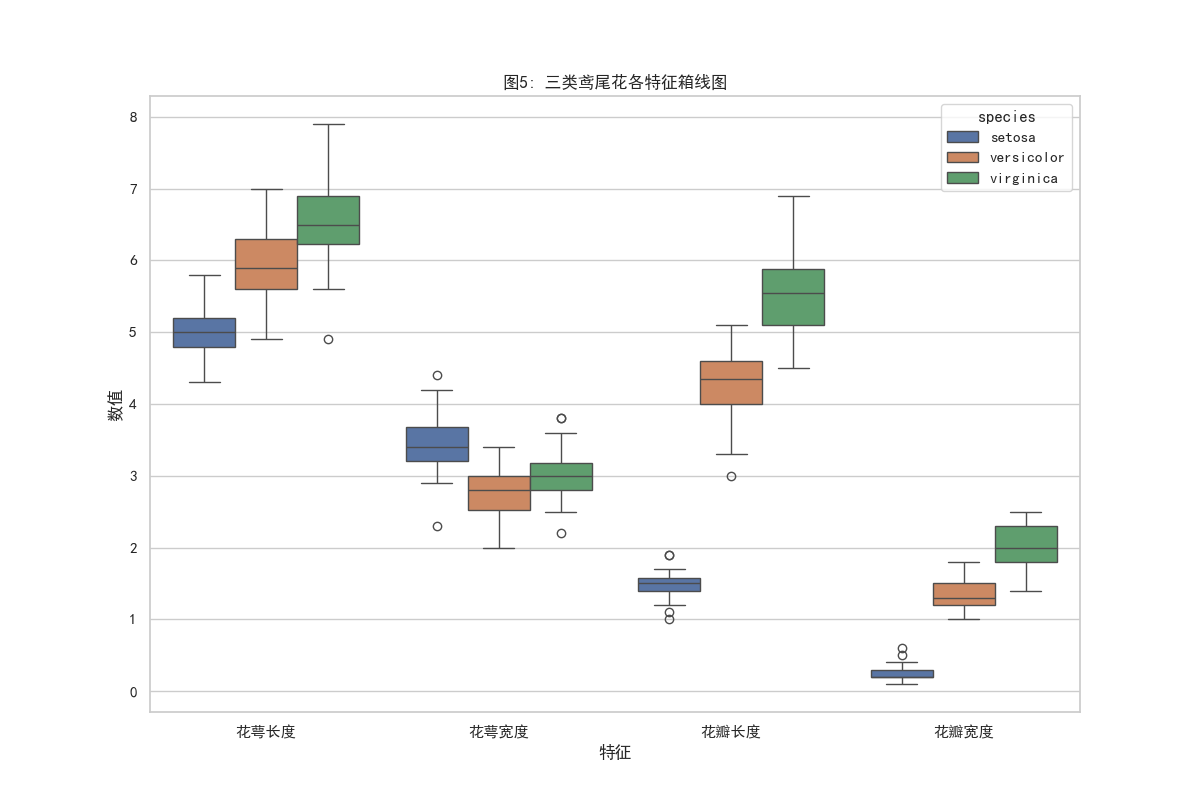 图5: 三类鸢尾花各特征箱线图
species
setosa
versicolor
virginica
数值
8
7
6
5
4
3
2
1
0
花萼长度
花萼宽度
花瓣长度
花瓣宽度
特征